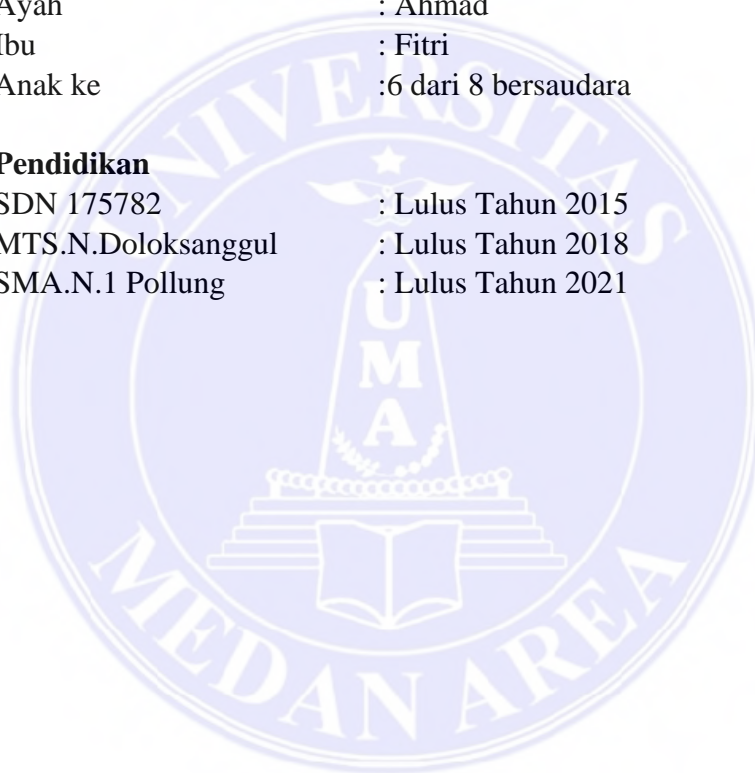 Ayah : Ahmad
Ibu : Fitri
Anak ke :6 dari 8 bersaudara
Pendidikan
SDN 175782 : Lulus Tahun 2015
MTS.N.Doloksanggul : Lulus Tahun 2018
SMA.N.1 Pollung : Lulus Tahun 2021
UNIVERSITAS
UMA
MEDAN AREA